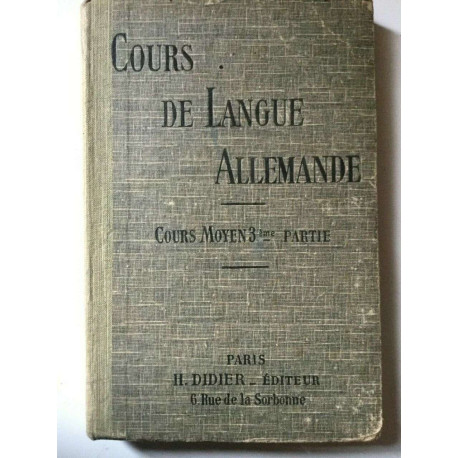 COURS
DE LANGUE
ALLEMANDE
COURS MOYEN 3ème PARTIE
PARIS
H. DIDIER - ÉDITEUR
6 Rue de la Sorbonne